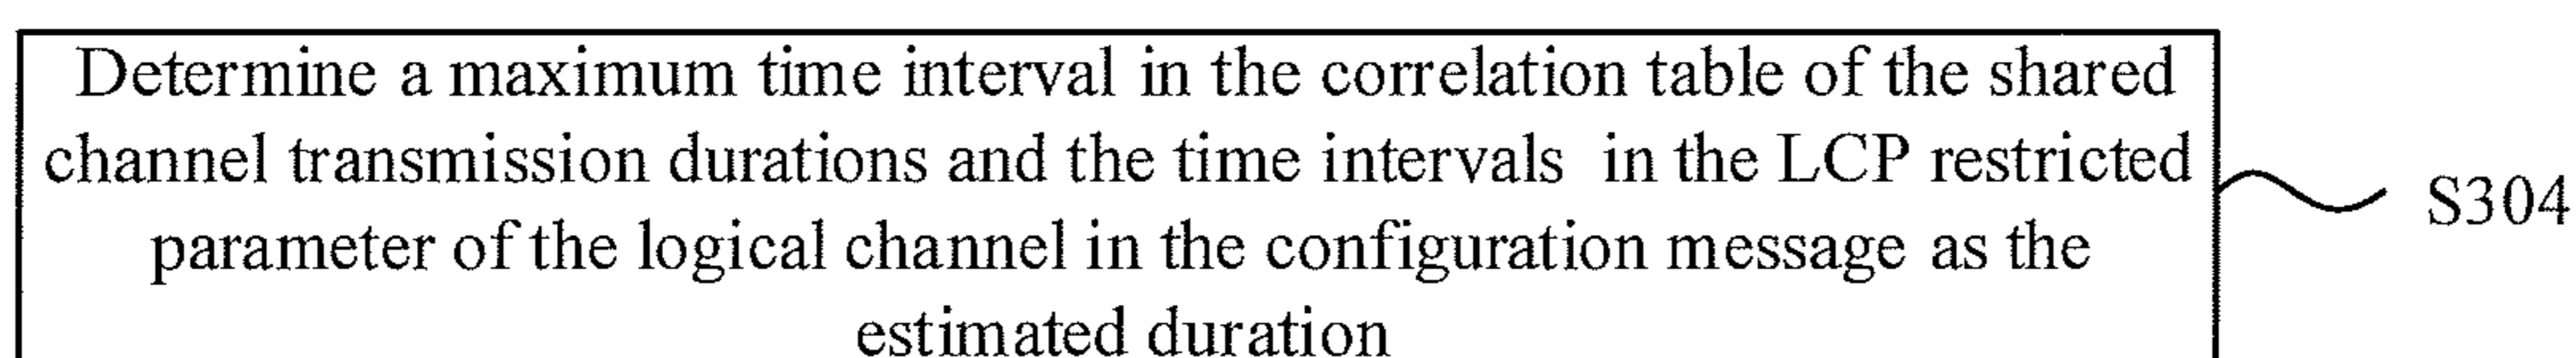 Determine a maximum time interval in the correlation table of the shared
channel transmission durations and the time intervals in the LCP restricted
parameter of the logical channel in the configuration message as the
estimated duration
S304